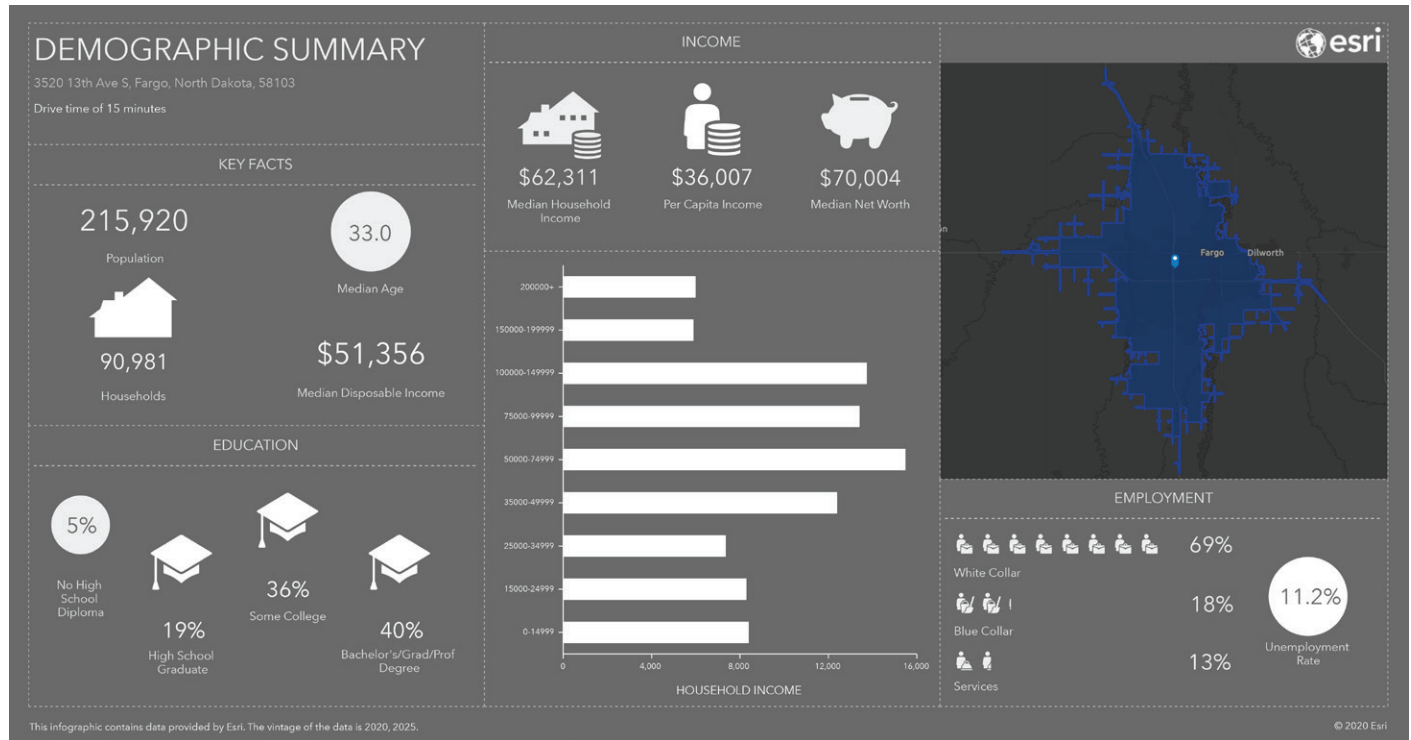 DEMOGRAPHIC SUMMARY
3520 13th Ave S, Fargo, North Dakota, 58103
Drive time of 15 minutes
KEY FACTS
215,920
Population
33.0
Median Age
90,981
Households
$51,356
Median Disposable Income
EDUCATION
5%
No High
School
Diploma
19%
High School
Graduate
36%
Some College
40%
Bachelor's/Grad/Prof
Degree
INCOME
$62,311
Median Household
Income
$36,007
Per Capita Income
$70,004
Median Net Worth
200000+
150000-199999
100000-149999
75000-99999
50000-74999
35000-49999
25000-34999
15000-24999
0-14999
0 4,000 8,000 12,000 16,000
HOUSEHOLD INCOME
esri
Fargo Dilworth
EMPLOYMENT
69%
White Collar
18%
Blue Collar
13%
Services
11.2%
Unemployment
Rate
This infographic contains data provided by Esri. The vintage of the data is 2020, 2025.
© 2020 Esri